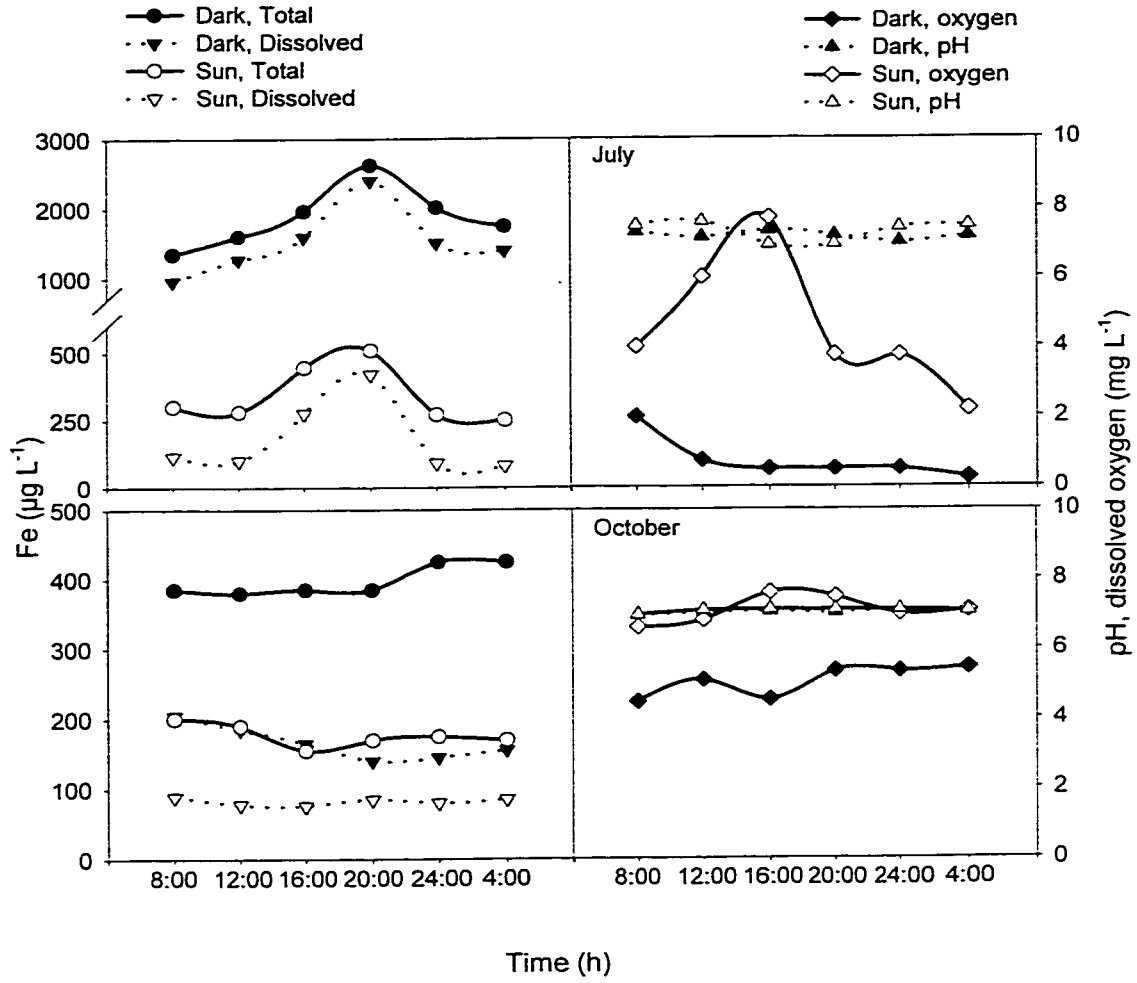 Dark, Total
Dark, Dissolved
Sun, Total
Sun, Dissolved
Dark, oxygen
Dark, pH
Sun, oxygen
Sun, pH
3000
2000
1000
500
250
0
July
10
8
6
4
2
0
Fe (µg L⁻¹)
pH, dissolved oxygen (mg L⁻¹)
500
400
300
200
100
0
October
10
8
6
4
2
0
8:00 12:00 16:00 20:00 24:00 4:00
8:00 12:00 16:00 20:00 24:00 4:00
Time (h)